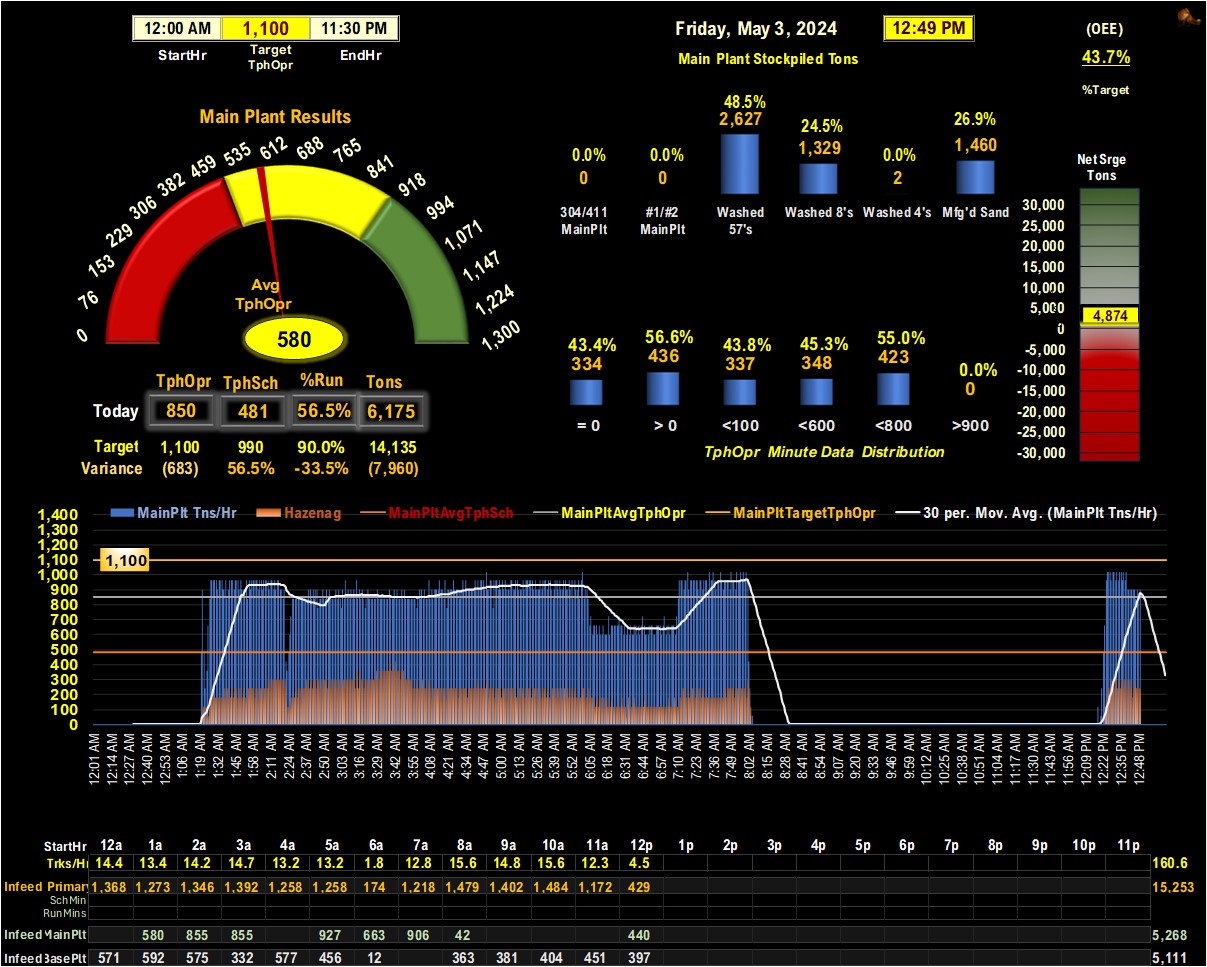 12:00 AM 1,100 11:30 PM
StartHr Target TphOpr EndHr
Friday, May 3, 2024 12:49 PM
Main Plant Stockpiled Tons
(OEE)
43.7%
%Target
Main Plant Results
0 76 153 229 306 382 459 535 612 688 765 841 918 994 1,071 1,147 1,224 1,300
Avg
TphOpr
580
48.5%
0.0% 0.0% 2,627 24.5% 0.0% 26.9%
0 0 1,329 2 1,460
304/411 MainPlt #1/#2 MainPlt Washed 57's Washed 8's Washed 4's Mfg'd Sand
Net Srge
Tons
30,000
25,000
20,000
15,000
10,000
5,000
4,874
0
-5,000
-10,000
-15,000
-20,000
-25,000
-30,000
43.4% 56.6% 43.8% 45.3% 55.0% 0.0%
334 436 337 348 423 0
= 0 > 0 <100 <600 <800 >900
TphOpr Minute Data Distribution
TphOpr TphSch %Run Tons
Today 850 481 56.5% 6,175
Target 1,100 990 90.0% 14,135
Variance (683) 56.5% -33.5% (7,960)
MainPlt Tns/Hr Hazenag MainPltAvgTphSch MainPltAvgTphOpr MainPltTargetTphOpr 30 per. Mov. Avg. (MainPlt Tns/Hr)
1,400
1,300
1,200
1,100
1,000
900
800
700
600
500
400
300
200
100
0
1,100
12:01 AM 12:14 AM 12:27 AM 12:40 AM 12:53 AM 1:06 AM 1:19 AM 1:32 AM 1:45 AM 1:58 AM 2:11 AM 2:24 AM 2:37 AM 2:50 AM 3:03 AM 3:16 AM 3:29 AM 3:42 AM 3:55 AM 4:08 AM 4:21 AM 4:34 AM 4:47 AM 5:00 AM 5:13 AM 5:26 AM 5:39 AM 5:52 AM 6:05 AM 6:18 AM 6:31 AM 6:44 AM 6:57 AM 7:10 AM 7:23 AM 7:36 AM 7:49 AM 8:02 AM 8:15 AM 8:28 AM 8:41 AM 8:54 AM 9:07 AM 9:20 AM 9:33 AM 9:46 AM 9:59 AM 10:12 AM 10:25 AM 10:38 AM 10:51 AM 11:04 AM 11:17 AM 11:30 AM 11:43 AM 11:56 AM 12:09 PM 12:22 PM 12:35 PM 12:48 PM
StartHr 12a 1a 2a 3a 4a 5a 6a 7a 8a 9a 10a 11a 12p 1p 2p 3p 4p 5p 6p 7p 8p 9p 10p 11p
Trks/Hr 14.4 13.4 14.2 14.7 13.2 13.2 1.8 12.8 15.6 14.8 15.6 12.3 4.5 160.6
Infeed Primary 1,368 1,273 1,346 1,392 1,258 1,258 174 1,218 1,479 1,402 1,484 1,172 429 15,253
Sch Min
Run Mins
Infeed MainPlt 580 855 855 927 663 906 42 440 5,268
Infeed BasePlt 571 592 575 332 577 456 12 363 381 404 451 397 5,111